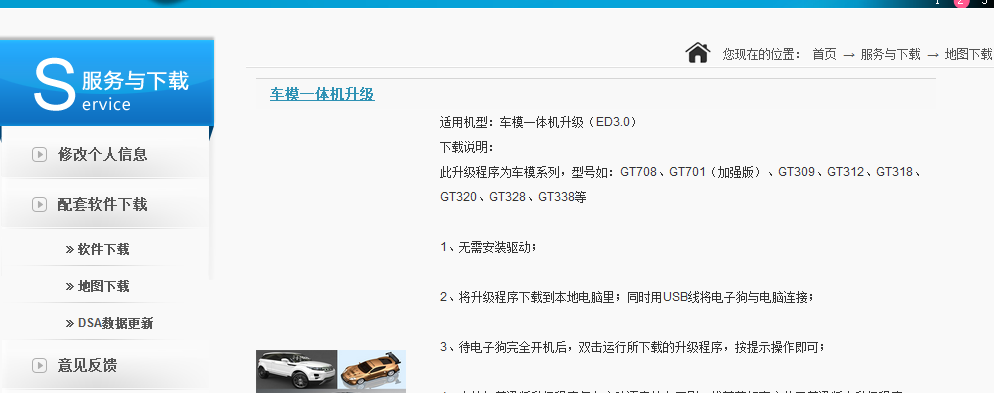 1 2 3
您现在的位置： 首页 → 服务与下载 → 地图下载
S
服务与下载
ervice
修改个人信息
配套软件下载
» 软件下载
» 地图下载
» DSA数据更新
意见反馈
车模一体机升级
适用机型：车模一体机升级（ED3.0）
下载说明：
此升级程序为车模系列，型号如：GT708、GT701（加强版）、GT309、GT312、GT318、
GT320、GT328、GT338等
1、无需安装驱动；
2、将升级程序下载到本地电脑里；同时用USB线将电子狗与电脑连接；
3、待电子狗完全开机后，双击运行所下载的升级程序，按提示操作即可；